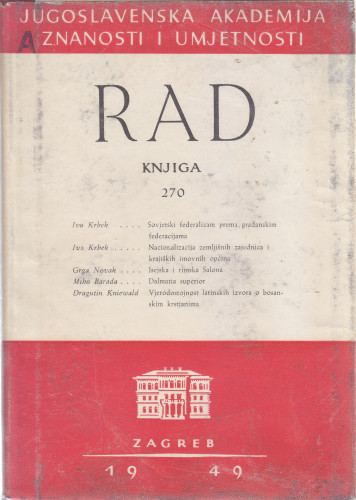 JUGOSLAVENSKA AKADEMIJA
ZNANOSTI I UMJETNOSTI
A
RAD
KNJIGA
270
Ivo Krbek . . . . Sovjetski federalizam prema građanskim
federacijama
Ivo Krbek . . . . . Nacionalizacija zemljišnih zajednica i
krajiških imovnih općina
Grga Novak . . . . Isejska i rimska Salona
Miho Barada . . . . Dalmatia superior
Dragutin Kniewald Vjerodostojnost latinskih izvora o bosan-
skim krstjanima
ZAGREB
1949